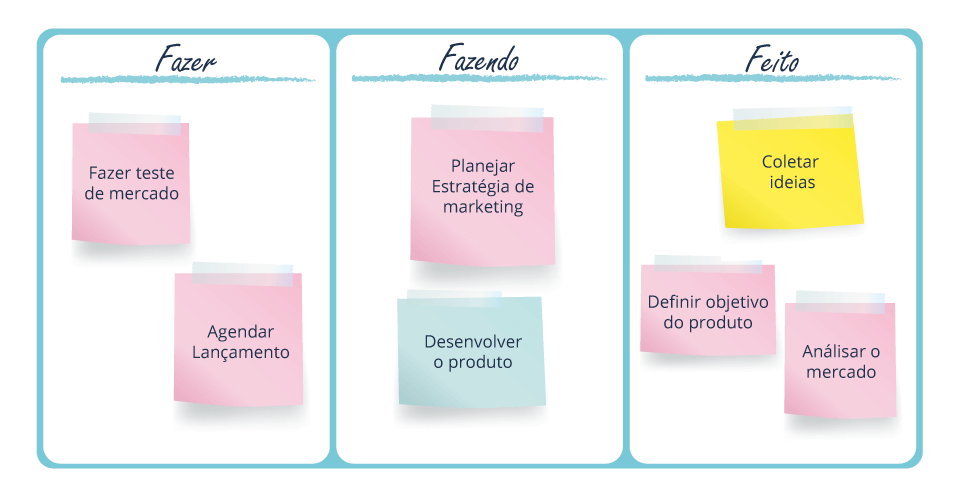 Fazer
Fazer teste
de mercado
Agendar
Lançamento
Fazendo
Planejar
Estratégia de
marketing
Desenvolver
o produto
Feito
Coletar
ideias
Definir objetivo
do produto
Análisar o
mercado